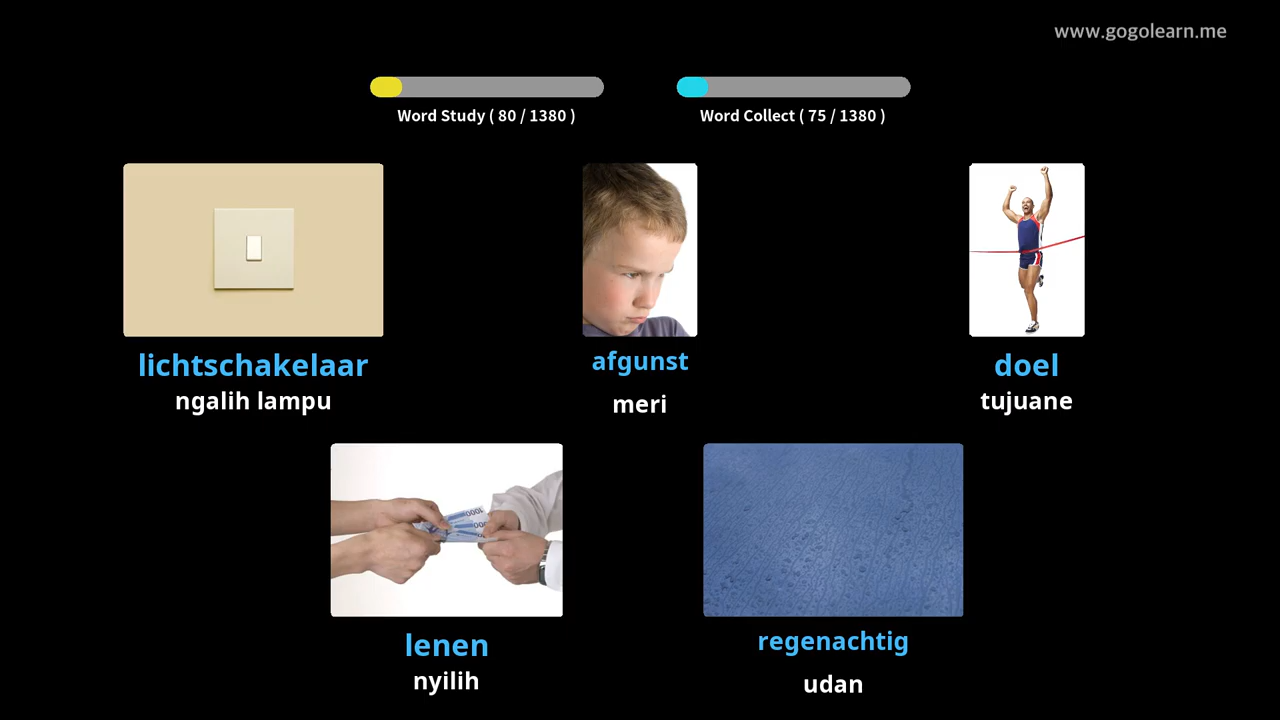 www.gogolearn.me
Word Study ( 80 / 1380 )
Word Collect ( 75 / 1380 )
lichtschakelaar
ngalih lampu
afgunst
meri
doel
tujuane
lenen
nyilih
regenachtig
udan